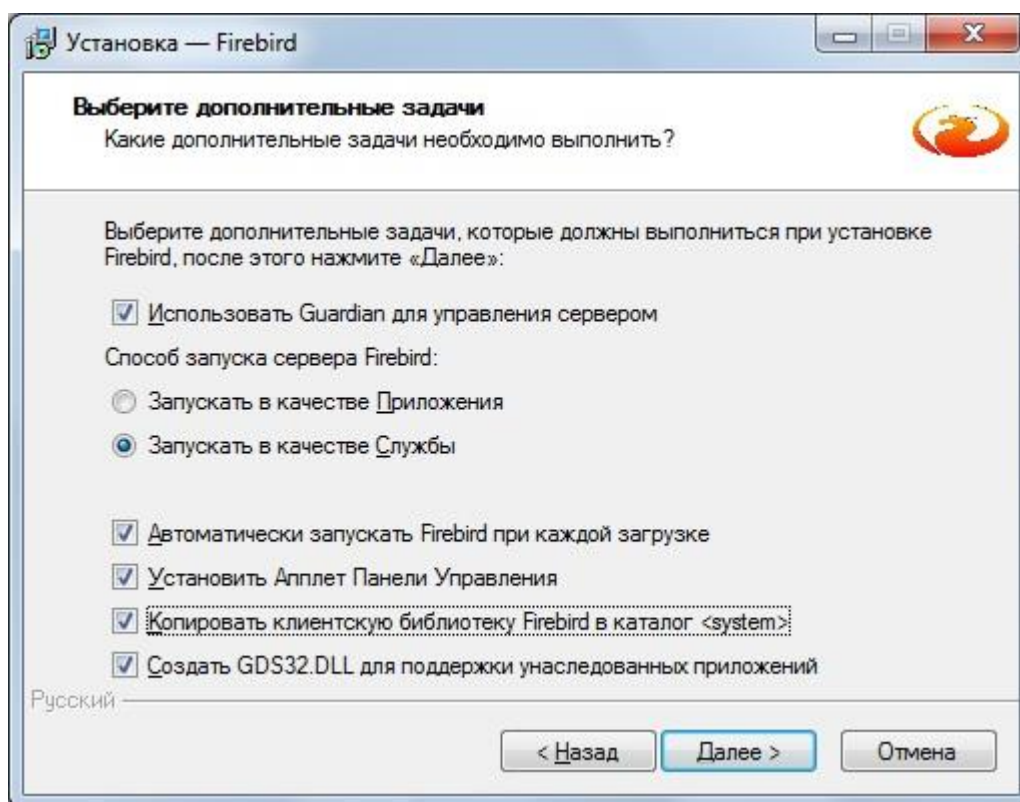 Установка — Firebird
Выберите дополнительные задачи
Какие дополнительные задачи необходимо выполнить?
Выберите дополнительные задачи, которые должны выполниться при установке
Firebird, после этого нажмите «Далее»:
Использовать Guardian для управления сервером
Способ запуска сервера Firebird:
Запускать в качестве Приложения
Запускать в качестве Службы
Автоматически запускать Firebird при каждой загрузке
Установить Апплет Панели Управления
Копировать клиентскую библиотеку Firebird в каталог <system>
Создать GDS32.DLL для поддержки унаследованных приложений
Русский
< Назад
Далее >
Отмена